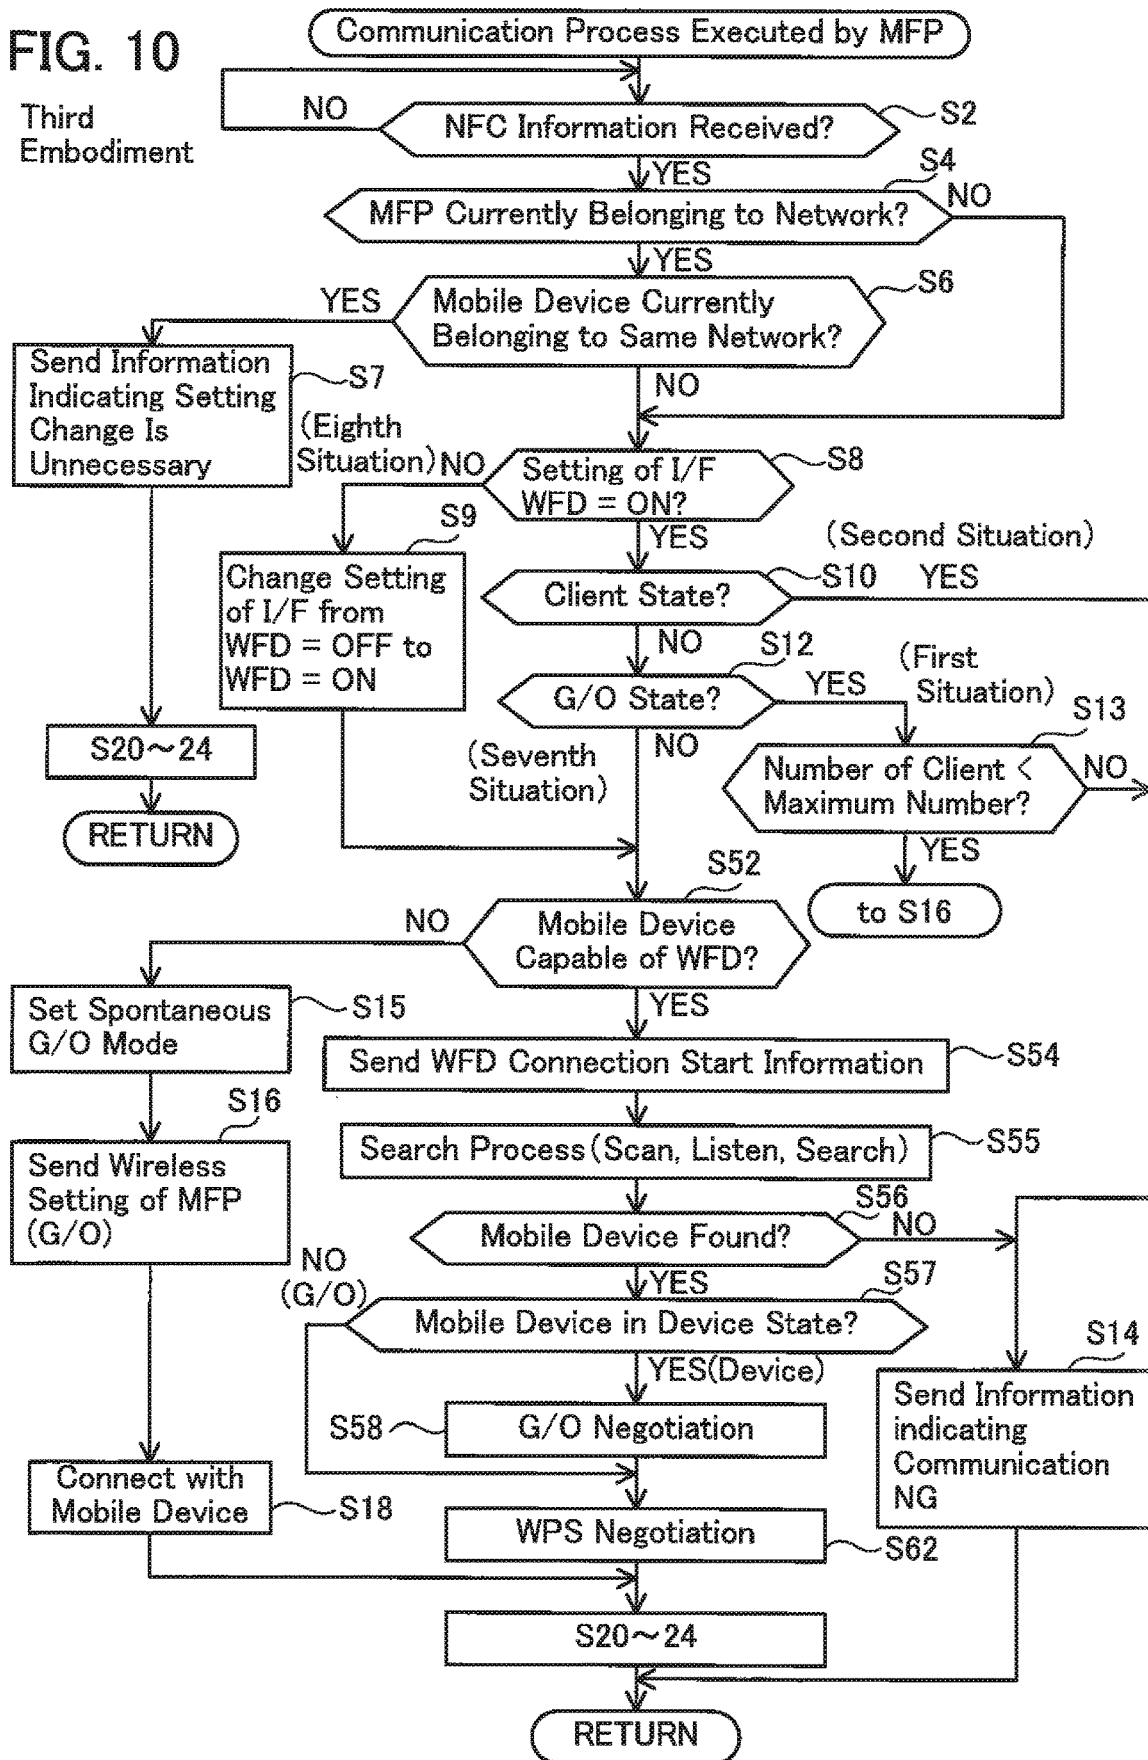 FIG. 10
Third
Embodiment
Communication Process Executed by MFP
NO
NFC Information Received?
S2
YES
S4
MFP Currently Belonging to Network?
NO
YES
YES
Mobile Device Currently
Belonging to Same Network?
S6
NO
Send Information
Indicating Setting
Change Is
Unnecessary
S7
(Eighth
Situation)
NO
Setting of I/F
WFD = ON?
S8
YES
S9
Change Setting
of I/F from
WFD = OFF to
WFD = ON
(Second Situation)
Client State?
S10
YES
NO
S12
G/O State?
YES
(First
Situation)
NO
(Seventh
Situation)
S13
Number of Client <
Maximum Number?
NO
YES
to S16
S20~24
RETURN
S52
NO
Mobile Device
Capable of WFD?
YES
Set Spontaneous
G/O Mode
S15
Send WFD Connection Start Information
S54
S16
Send Wireless
Setting of MFP
(G/O)
Search Process(Scan, Listen, Search)
S55
S56
Mobile Device Found?
NO
YES
NO
(G/O)
S57
Mobile Device in Device State?
YES(Device)
S14
Send Information
indicating
Communication
NG
S58
G/O Negotiation
Connect with
Mobile Device
S18
WPS Negotiation
S62
S20~24
RETURN